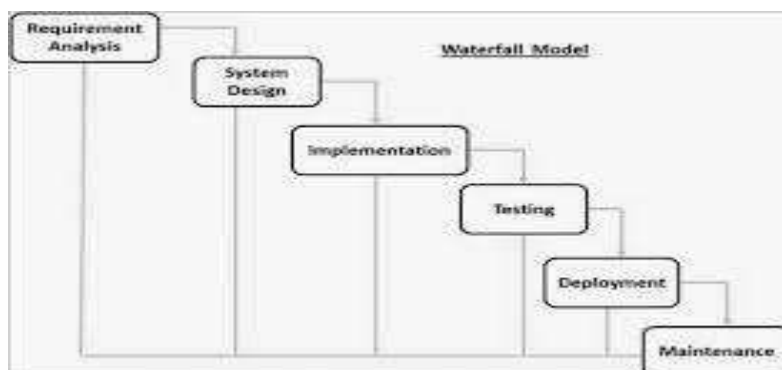 Requirement
Analysis
Waterfall Model
System
Design
Implementation
Testing
Deployment
Maintenance